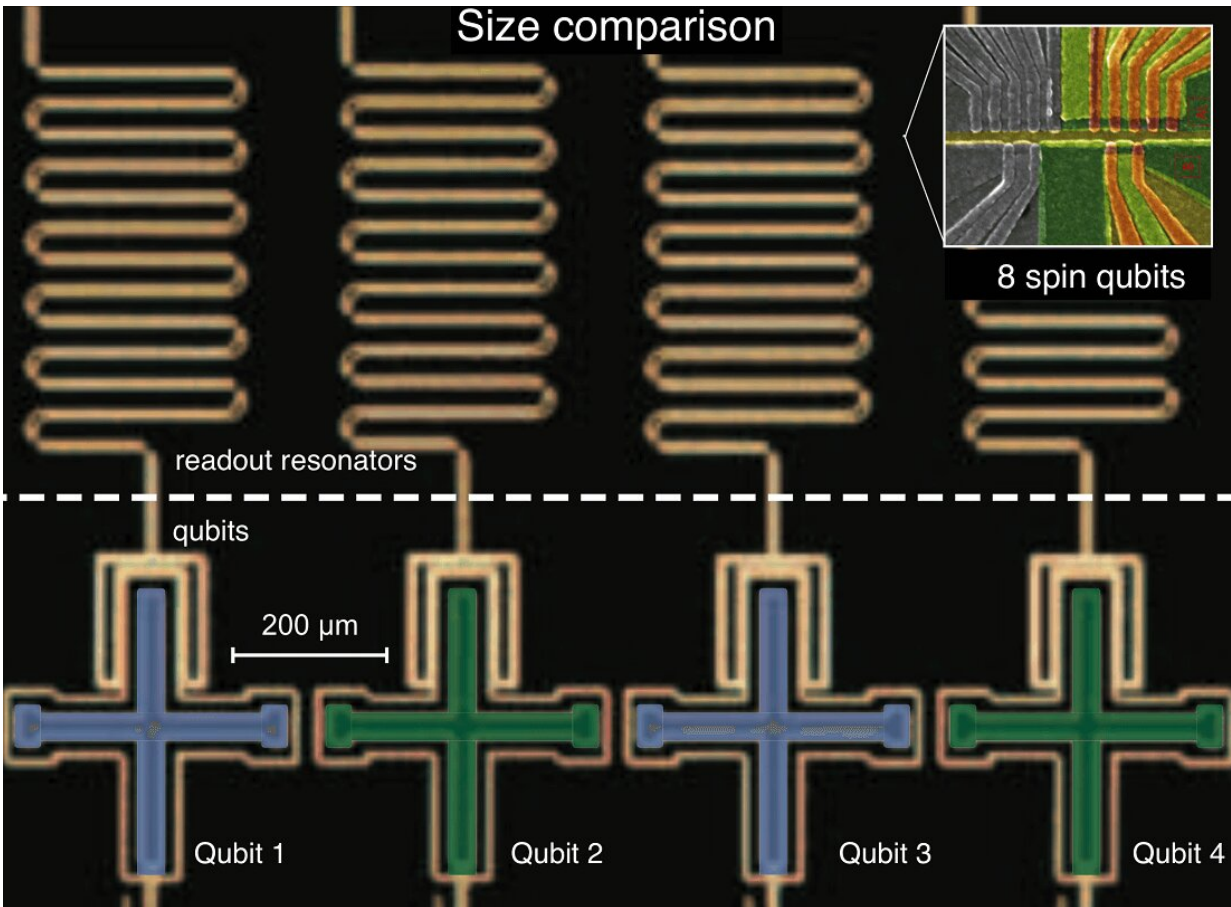 Size comparison
8 spin qubits
readout resonators
qubits
200 µm
Qubit 1
Qubit 2
Qubit 3
Qubit 4